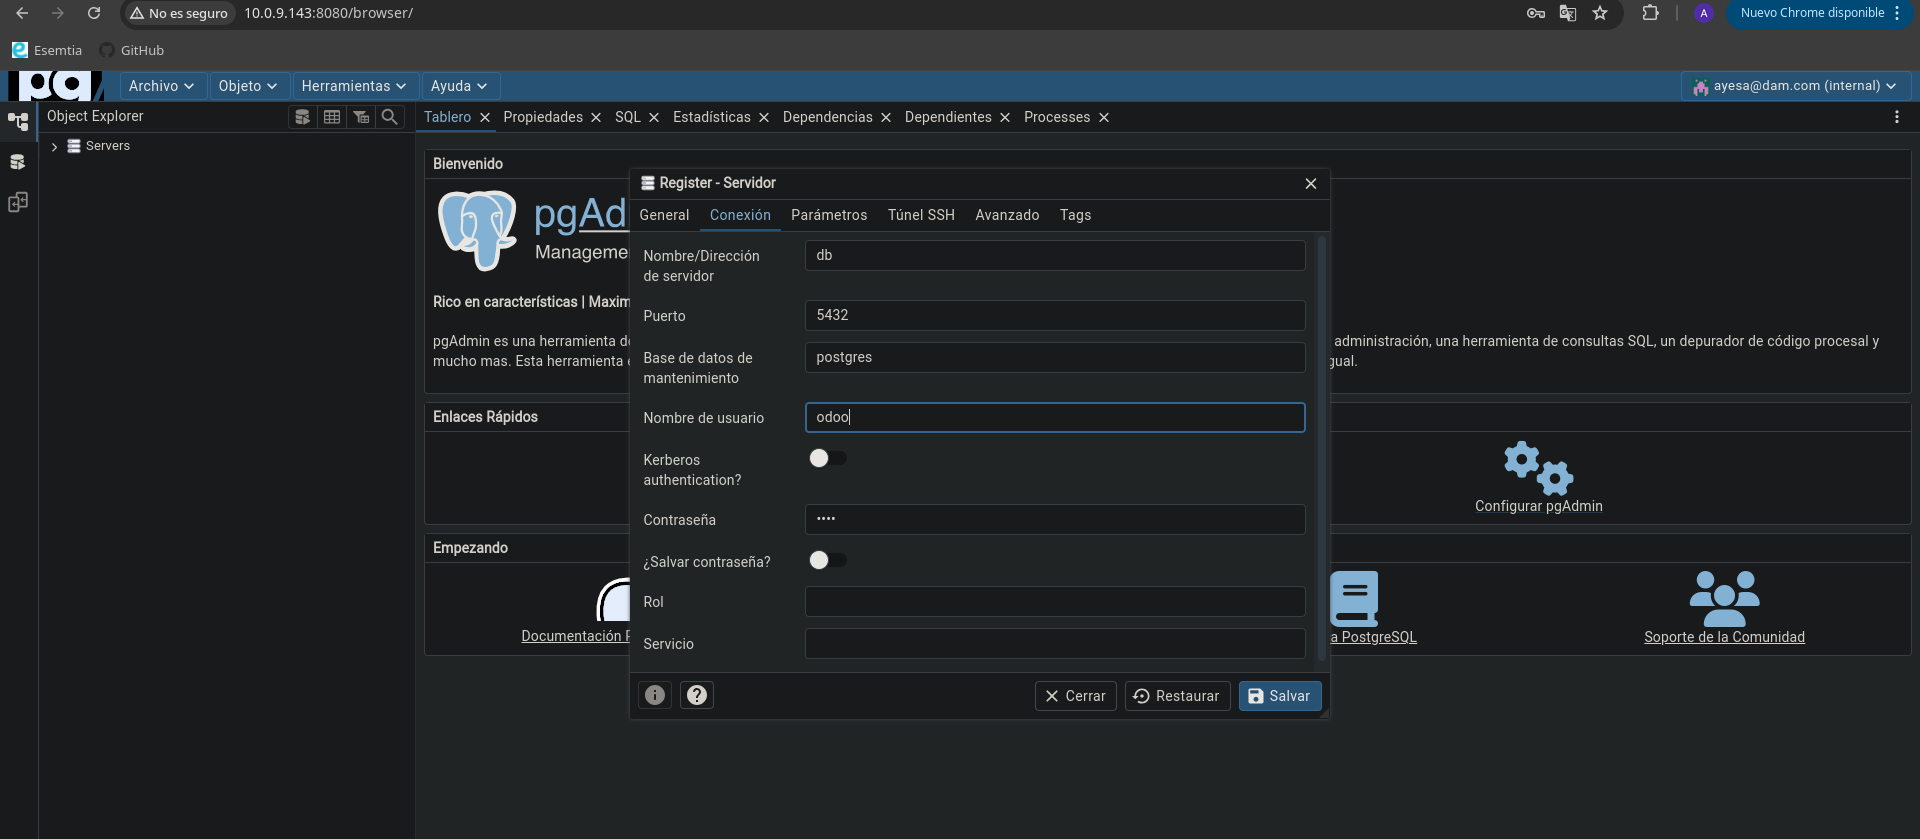 No es seguro 10.0.9.143:8080/browser/ A Nuevo Chrome disponible
Esemtia GitHub
Archivo Objeto Herramientas Ayuda ayesa@dam.com (internal)
Object Explorer Tablero Propiedades SQL Estadísticas Dependencias Dependientes Processes
Servers
Bienvenido
Register - Servidor
pgAd
Manageme
General Conexión Parámetros Túnel SSH Avanzado Tags
Nombre/Dirección de servidor db
Rico en características | Maxim
Puerto 5432
pgAdmin es una herramienta d administración, una herramienta de consultas SQL, un depurador de código procesal y
mucho mas. Esta herramienta gual.
Base de datos de mantenimiento postgres
Enlaces Rápidos
Nombre de usuario odoo
Kerberos authentication?
Configurar pgAdmin
Contraseña ••••
Empezando
¿Salvar contraseña?
Rol
Documentación P a PostgreSQL Soporte de la Comunidad
Servicio
Cerrar Restaurar Salvar